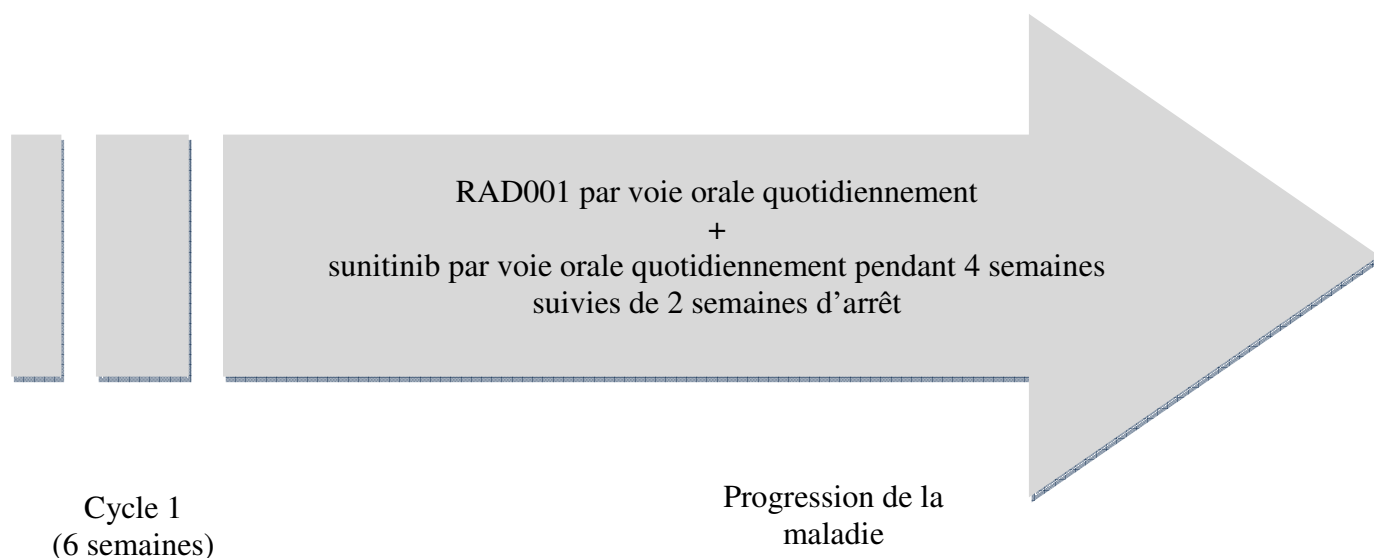 RAD001 par voie orale quotidiennement
+
sunitinib par voie orale quotidiennement pendant 4 semaines
suivies de 2 semaines d’arrêt
Cycle 1
(6 semaines)
Progression de la
maladie